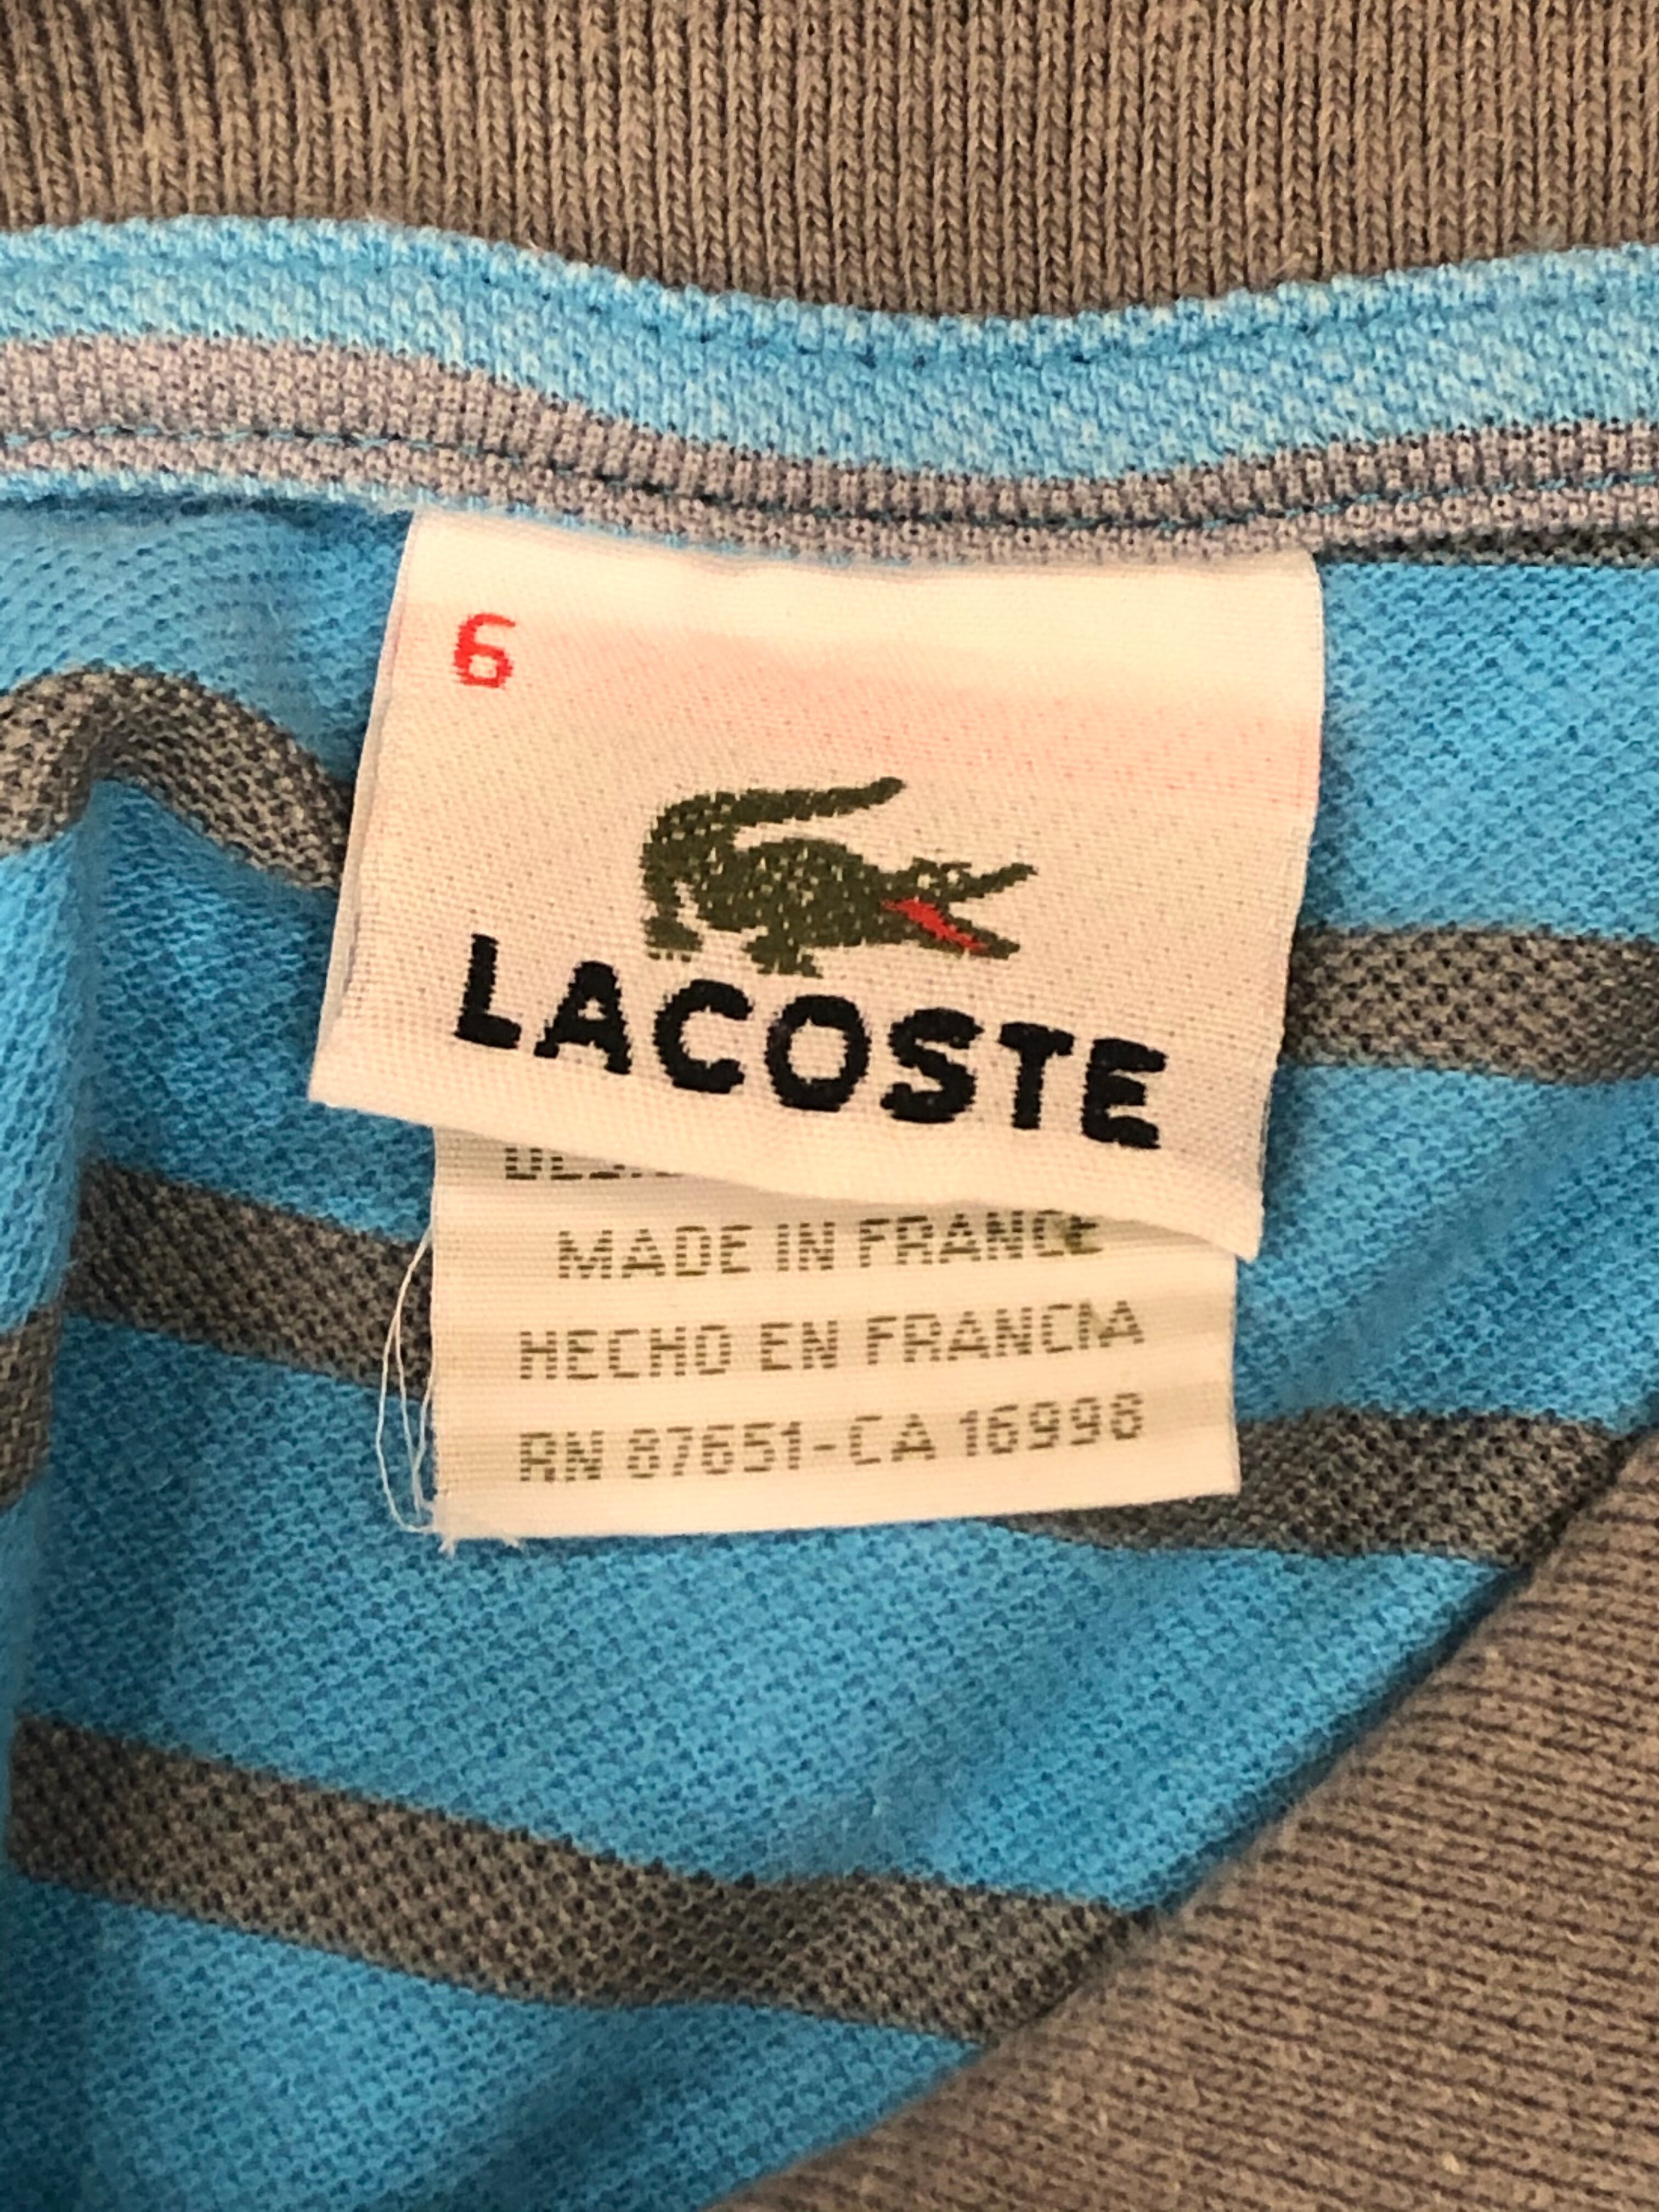 6
LACOSTE
MADE IN FRANCE
HECHO EN FRANCIA
RN 87651-CA 16998